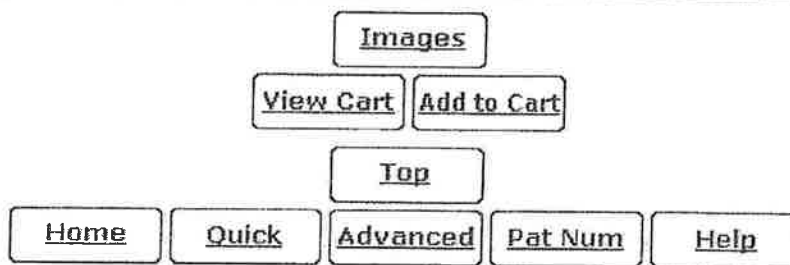 Images
View Cart Add to Cart
Top
Home Quick Advanced Pat Num Help